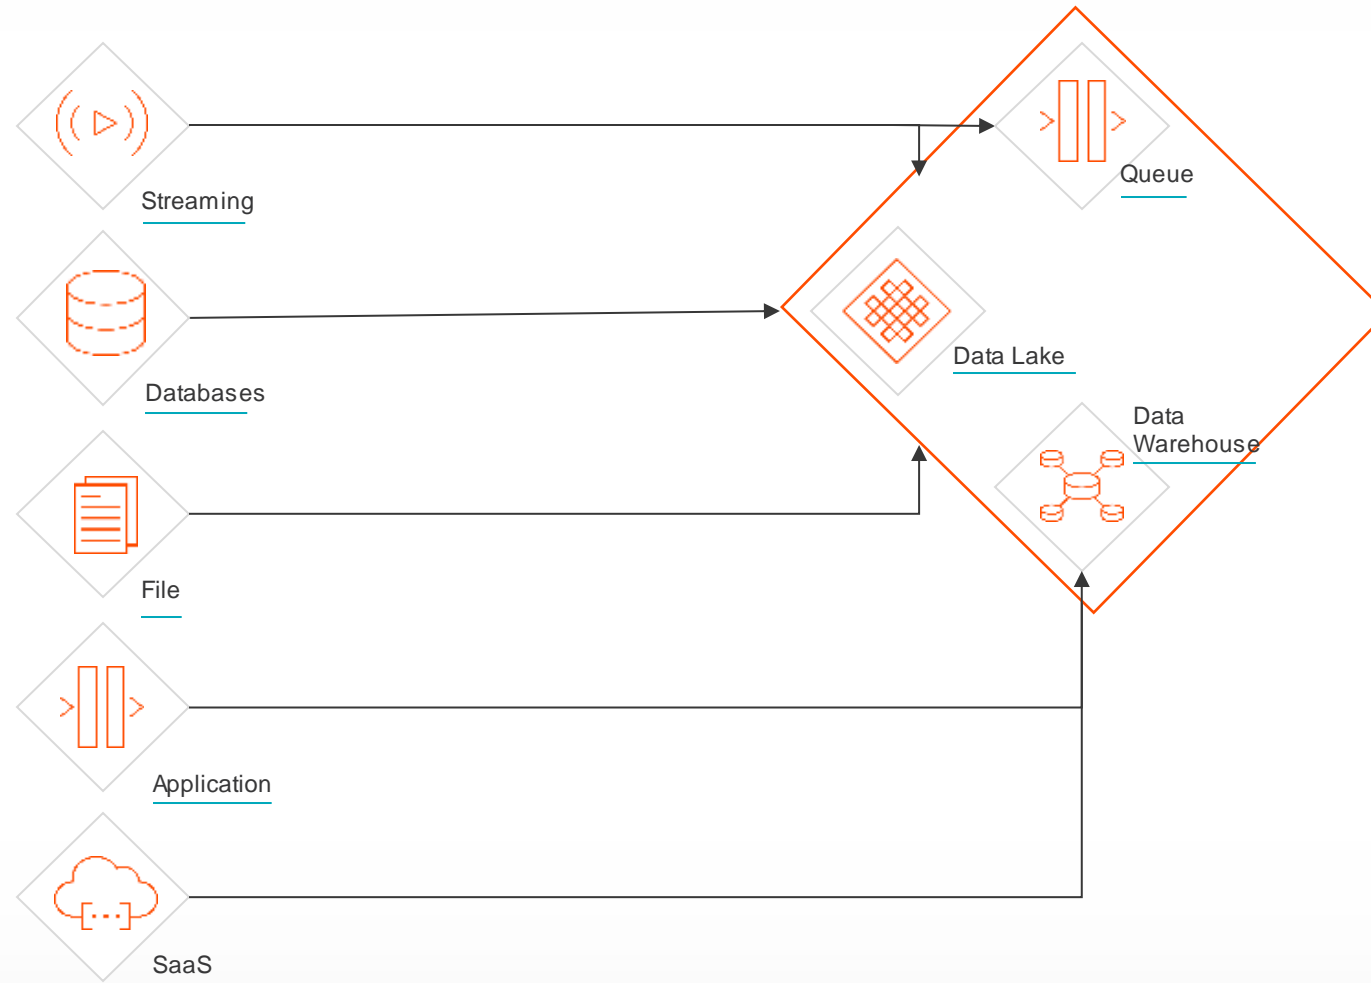 Streaming
Databases
File
Application
SaaS
Queue
Data Lake
Data
Warehouse